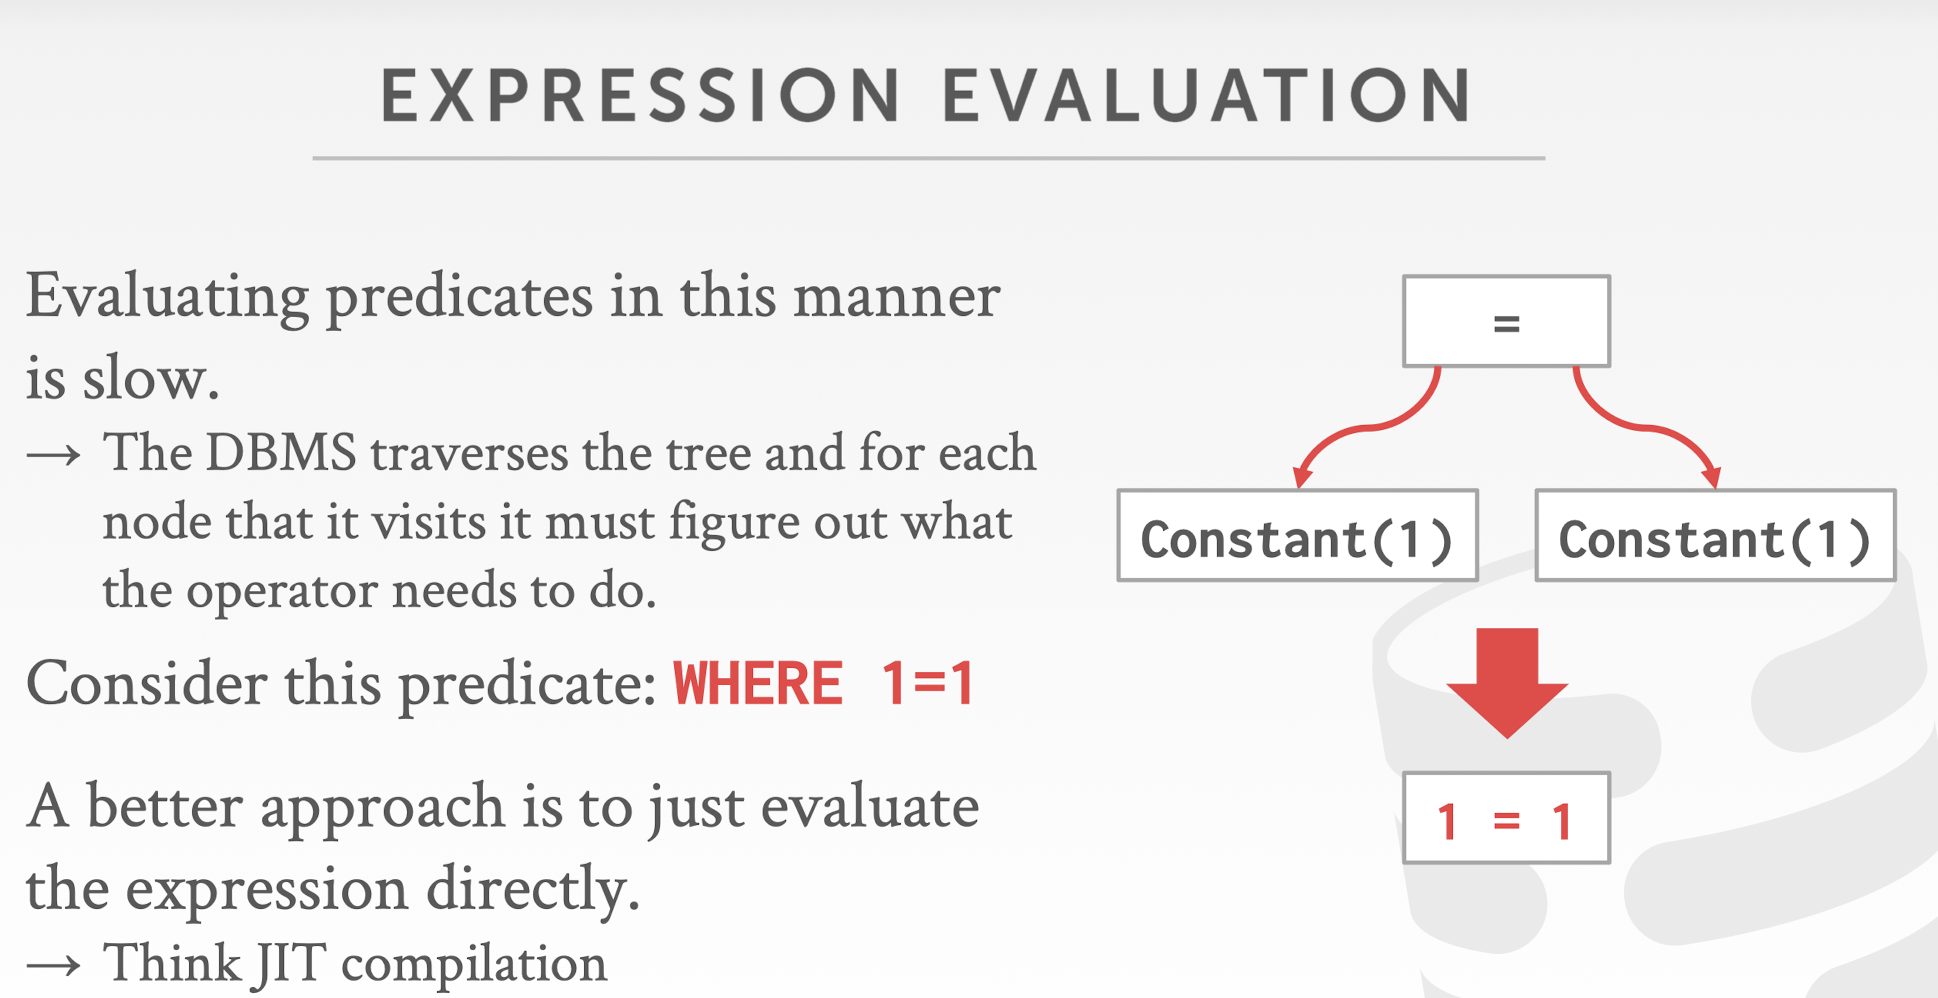 EXPRESSION EVALUATION
Evaluating predicates in this manner
is slow.
→ The DBMS traverses the tree and for each
node that it visits it must figure out what
the operator needs to do.
Consider this predicate: WHERE 1=1
A better approach is to just evaluate
the expression directly.
→ Think JIT compilation
=
Constant(1) Constant(1)
1 = 1